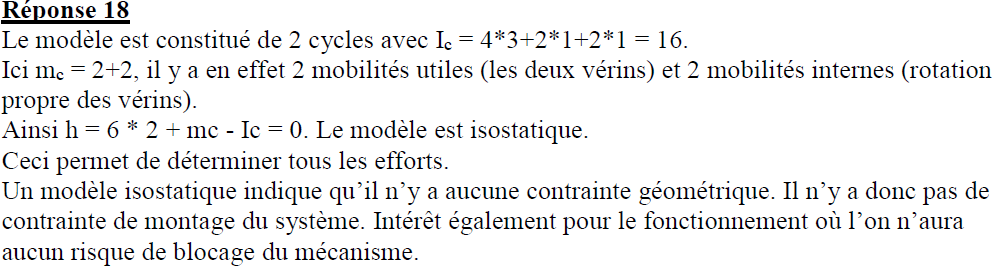 Réponse 18
Le modèle est constitué de 2 cycles avec Ic = 4*3+2*1+2*1 = 16.
Ici mc = 2+2, il y a en effet 2 mobilités utiles (les deux vérins) et 2 mobilités internes (rotation
propre des vérins).
Ainsi h = 6 * 2 + mc - Ic = 0. Le modèle est isostatique.
Ceci permet de déterminer tous les efforts.
Un modèle isostatique indique qu’il n’y a aucune contrainte géométrique. Il n’y a donc pas de
contrainte de montage du système. Intérêt également pour le fonctionnement où l’on n’aura
aucun risque de blocage du mécanisme.